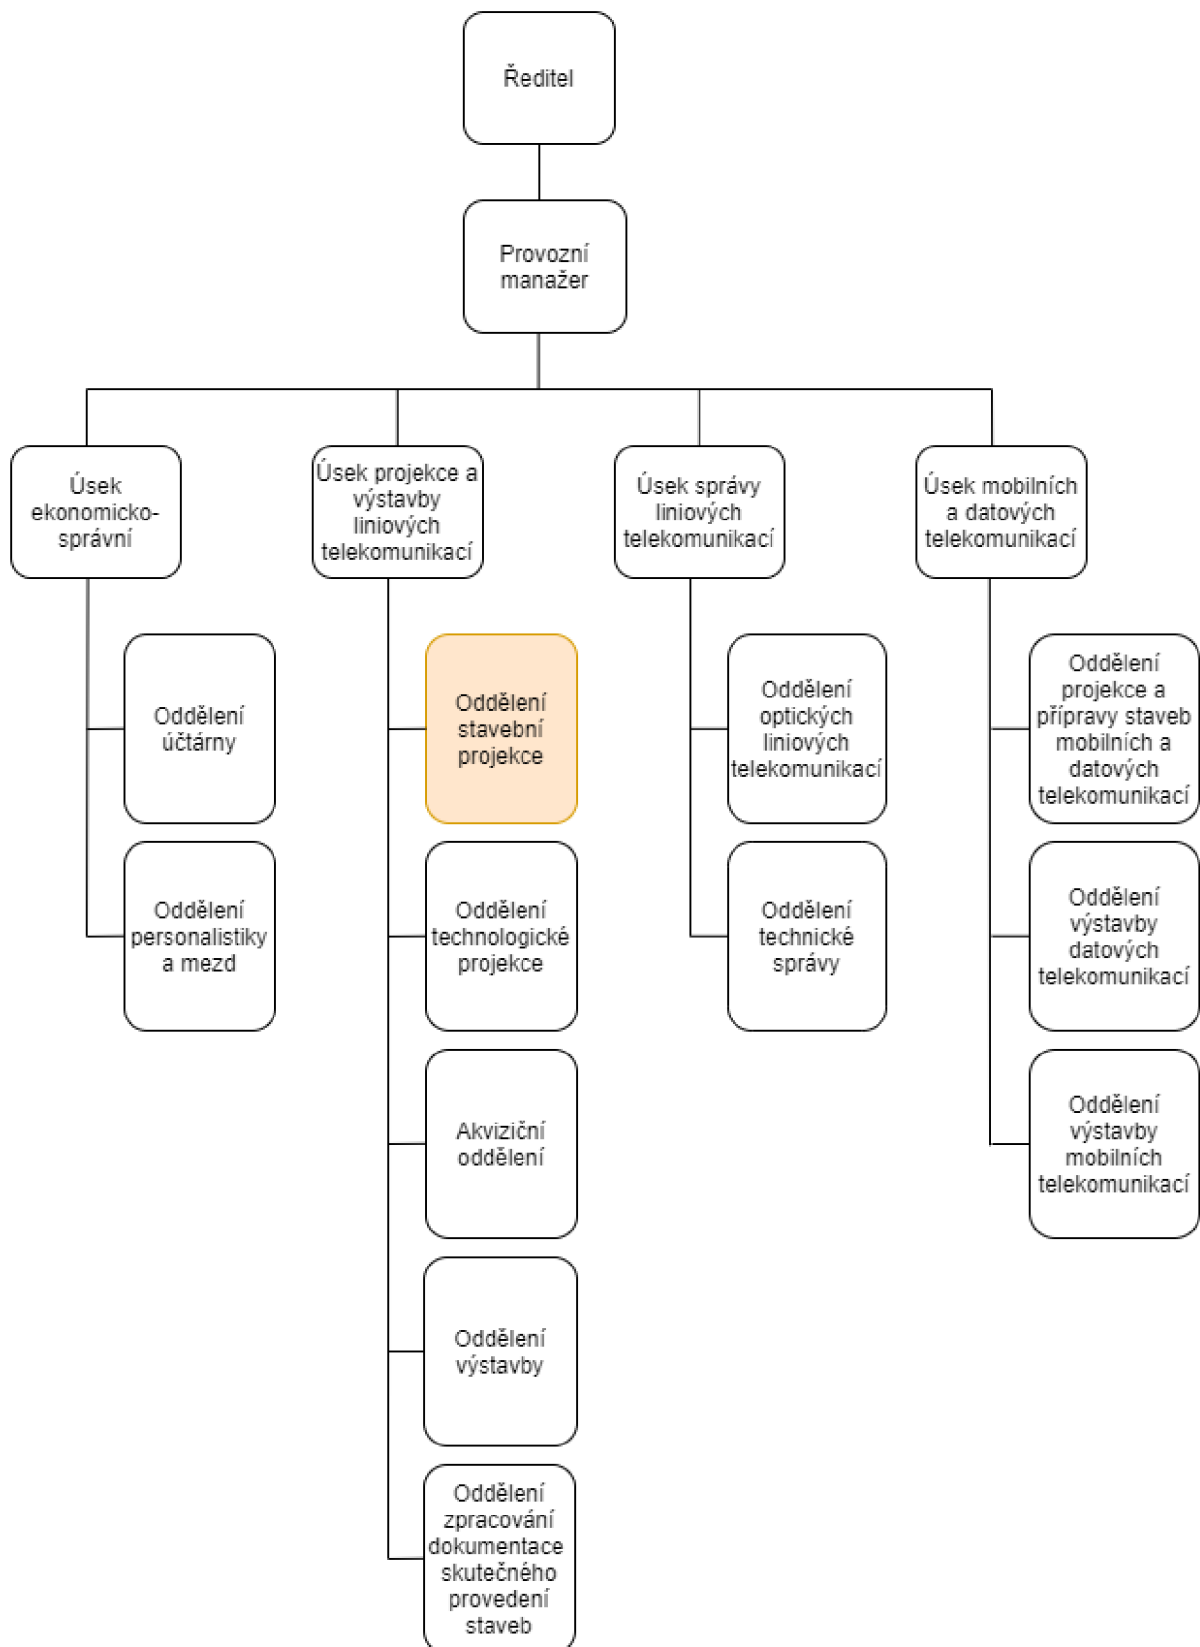 Ředitel
Provozní
manažer
Úsek
ekonomicko-
správní
Úsek projekce a
výstavby
liniových
telekomunikací
Úsek správy
liniových
telekomunikací
Úsek mobilních
a datových
telekomunikací
Oddělení
účtárny
Oddělení
stavební
projekce
Oddělení
optických
liniových
telekomunikací
Oddělení
projekce a
přípravy staveb
mobilních a
datových
telekomunikací
Oddělení
personalistiky
a mezd
Oddělení
technologické
projekce
Oddělení
technické
správy
Oddělení
výstavby
datových
telekomunikací
Akviziční
oddělení
Oddělení
výstavby
mobilních
telekomunikací
Oddělení
výstavby
Oddělení
zpracování
dokumentace
skutečného
provedení
staveb